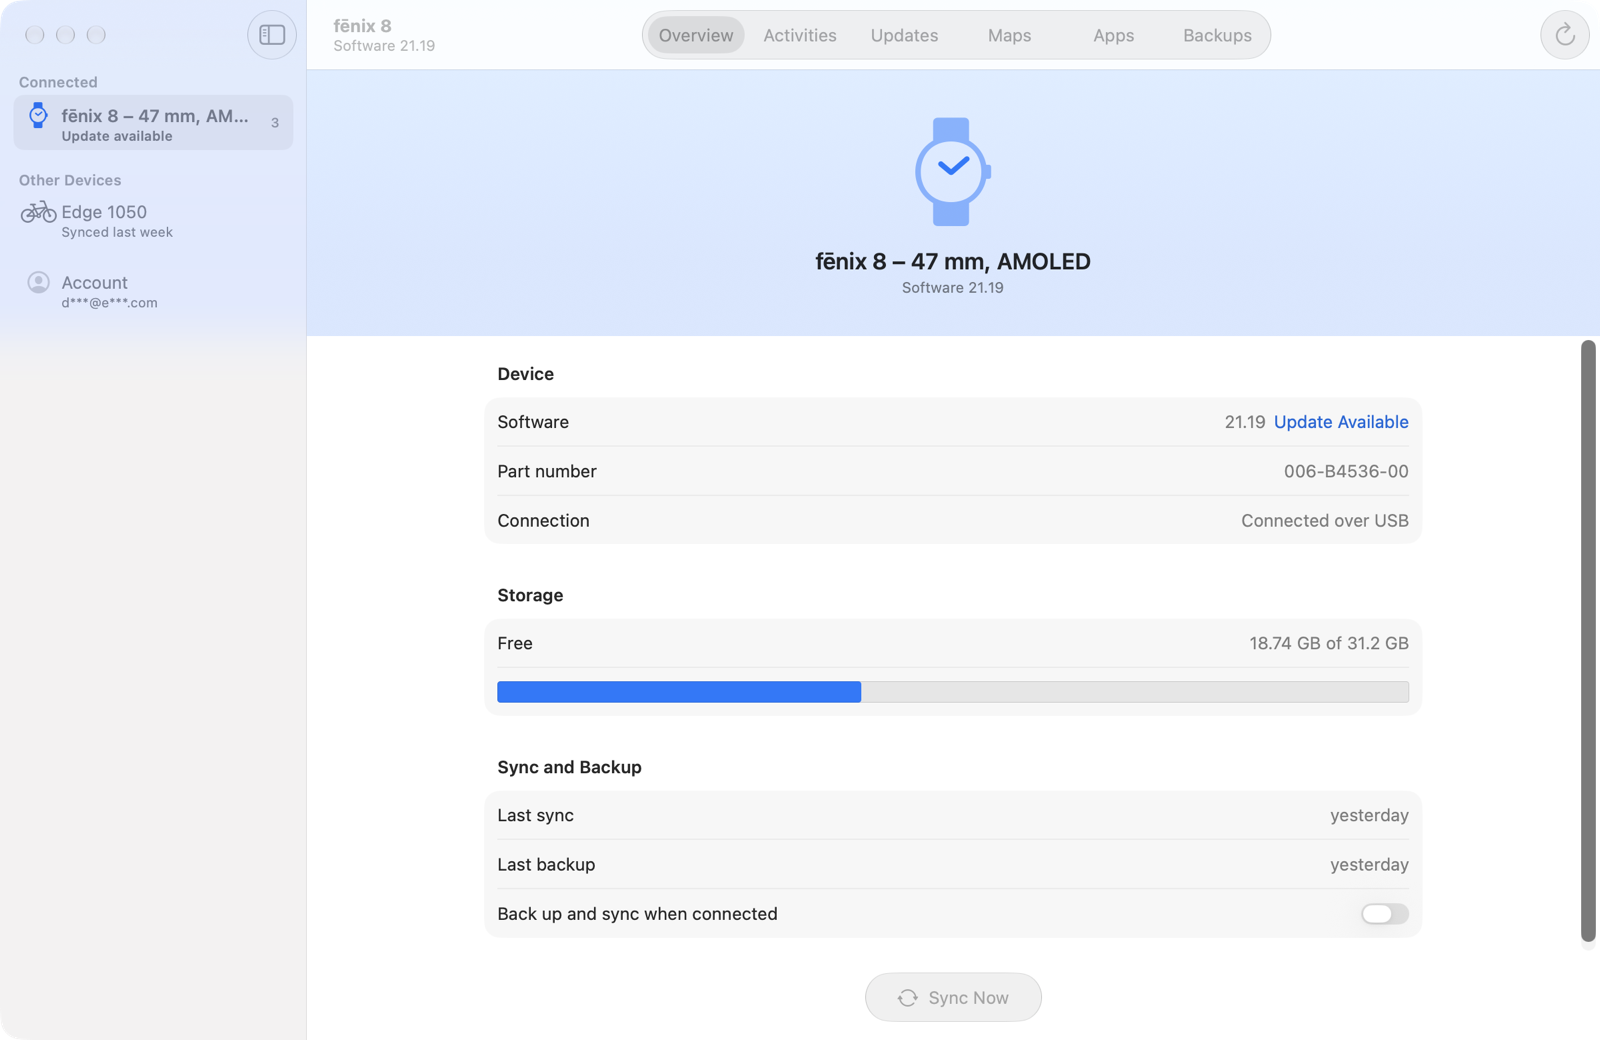 fēnix 8
Software 21.19
Overview
Activities
Updates
Maps
Apps
Backups
Connected
fēnix 8 – 47 mm, AM...
3
Update available
Other Devices
Edge 1050
Synced last week
Account
d***@e***.com
fēnix 8 – 47 mm, AMOLED
Software 21.19
Device
Software 21.19 Update Available
Part number 006-B4536-00
Connection Connected over USB
Storage
Free 18.74 GB of 31.2 GB
Sync and Backup
Last sync yesterday
Last backup yesterday
Back up and sync when connected
Sync Now